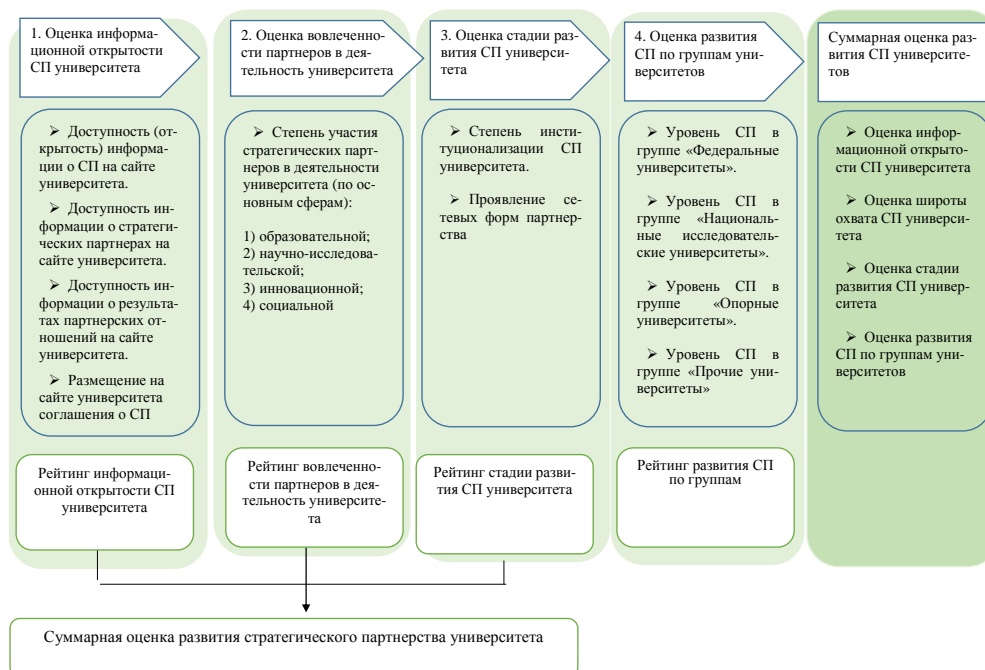 1. Оценка информа-
ционной открытости
СП университета
2. Оценка вовлеченно-
сти партнеров в де-
ятельность университета
3. Оценка стадии раз-
вития СП универси-
тета
4. Оценка развития
СП по группам уни-
верситетов
Суммарная оценка раз-
вития СП университе-
тов
➢ Доступность (от-
крытость) информа-
ции о СП на сайте
университета.
➢ Доступность ин-
формации о стратеги-
ческих партнерах на
сайте университета.
➢ Доступность ин-
формации о результа-
тах партнерских от-
ношений на сайте
университета.
➢ Размещение на
сайте университета
соглашения о СП
➢ Степень участия
стратегических парт-
неров в деятельности
университета (по ос-
новным сферам):
1) образовательной;
2) научно-исследова-
тельской;
3) инновационной;
4) социальной
➢ Степень инсти-
туционализации СП
университета.
➢ Проявление се-
тевых форм партнер-
ства
➢ Уровень СП в
группе «Федеральные
университеты».
➢ Уровень СП в
группе «Националь-
ные исследователь-
ские университеты».
➢ Уровень СП в
группе «Опорные
университеты».
➢ Уровень СП в
группе «Прочие уни-
верситеты»
➢ Оценка инфор-
мационной открыто-
сти СП университета
➢ Оценка широты
охвата СП универси-
тета
➢ Оценка стадии
развития СП универ-
ситета
➢ Оценка развития
СП по группам уни-
верситетов
Рейтинг информаци-
онной открытости СП
университета
Рейтинг вовлеченно-
сти партнеров в дея-
тельность университе-
та
Рейтинг стадии разви-
тия СП университета
Рейтинг развития СП
по группам
Суммарная оценка развития стратегического партнерства университета